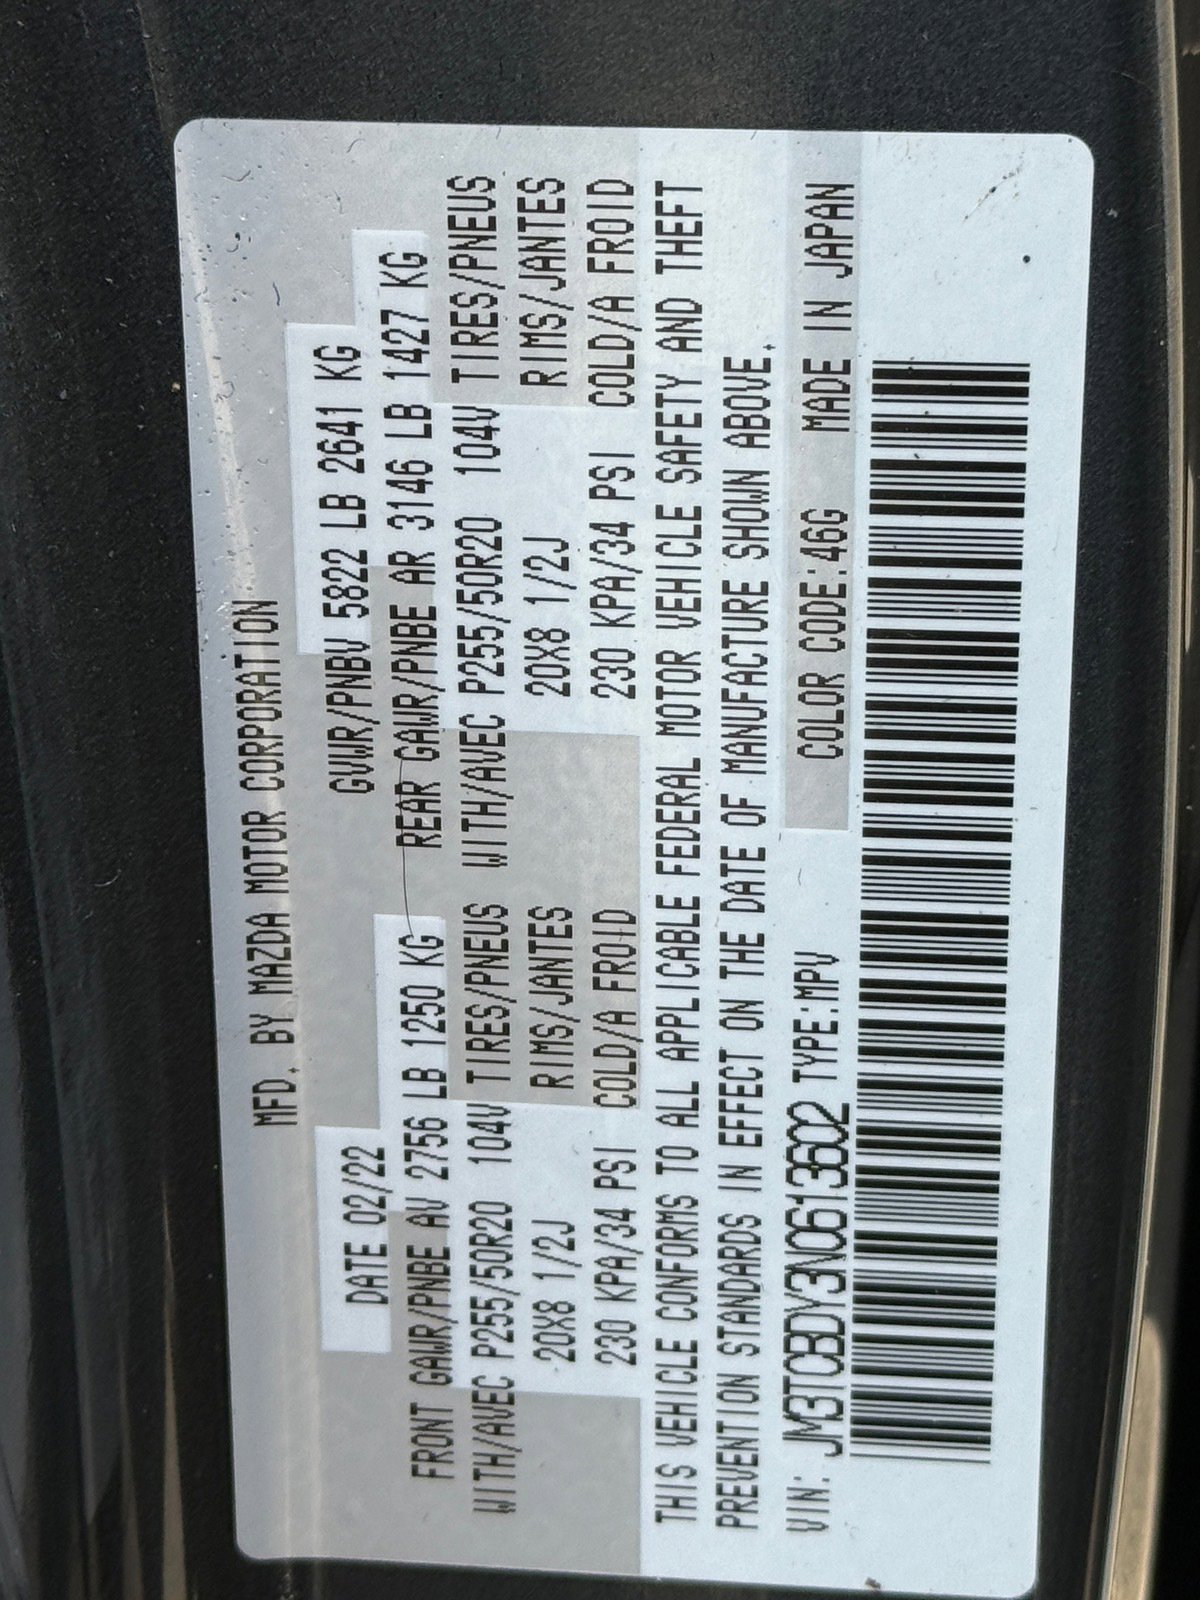 MFD. BY MAZDA MOTOR CORPORATION
DATE 02/22 GVWR/PNBV 5822 LB 2641 KG
FRONT GAWR/PNBE AV 2756 LB 1250 KG REAR GAWR/PNBE AR 3146 LB 1427 KG
WITH/AVEC P255/50R20 104V TIRES/PNEUS WITH/AVEC P255/50R20 104V TIRES/PNEUS
20X8 1/2J RIMS/JANTES 20X8 1/2J RIMS/JANTES
230 KPA/34 PSI COLD/A FROID 230 KPA/34 PSI COLD/A FROID
THIS VEHICLE CONFORMS TO ALL APPLICABLE FEDERAL MOTOR VEHICLE SAFETY AND THEFT
PREVENTION STANDARDS IN EFFECT ON THE DATE OF MANUFACTURE SHOWN ABOVE.
VIN: JM3TCBDY3N0613602 TYPE:MPV COLOR CODE:46G MADE IN JAPAN